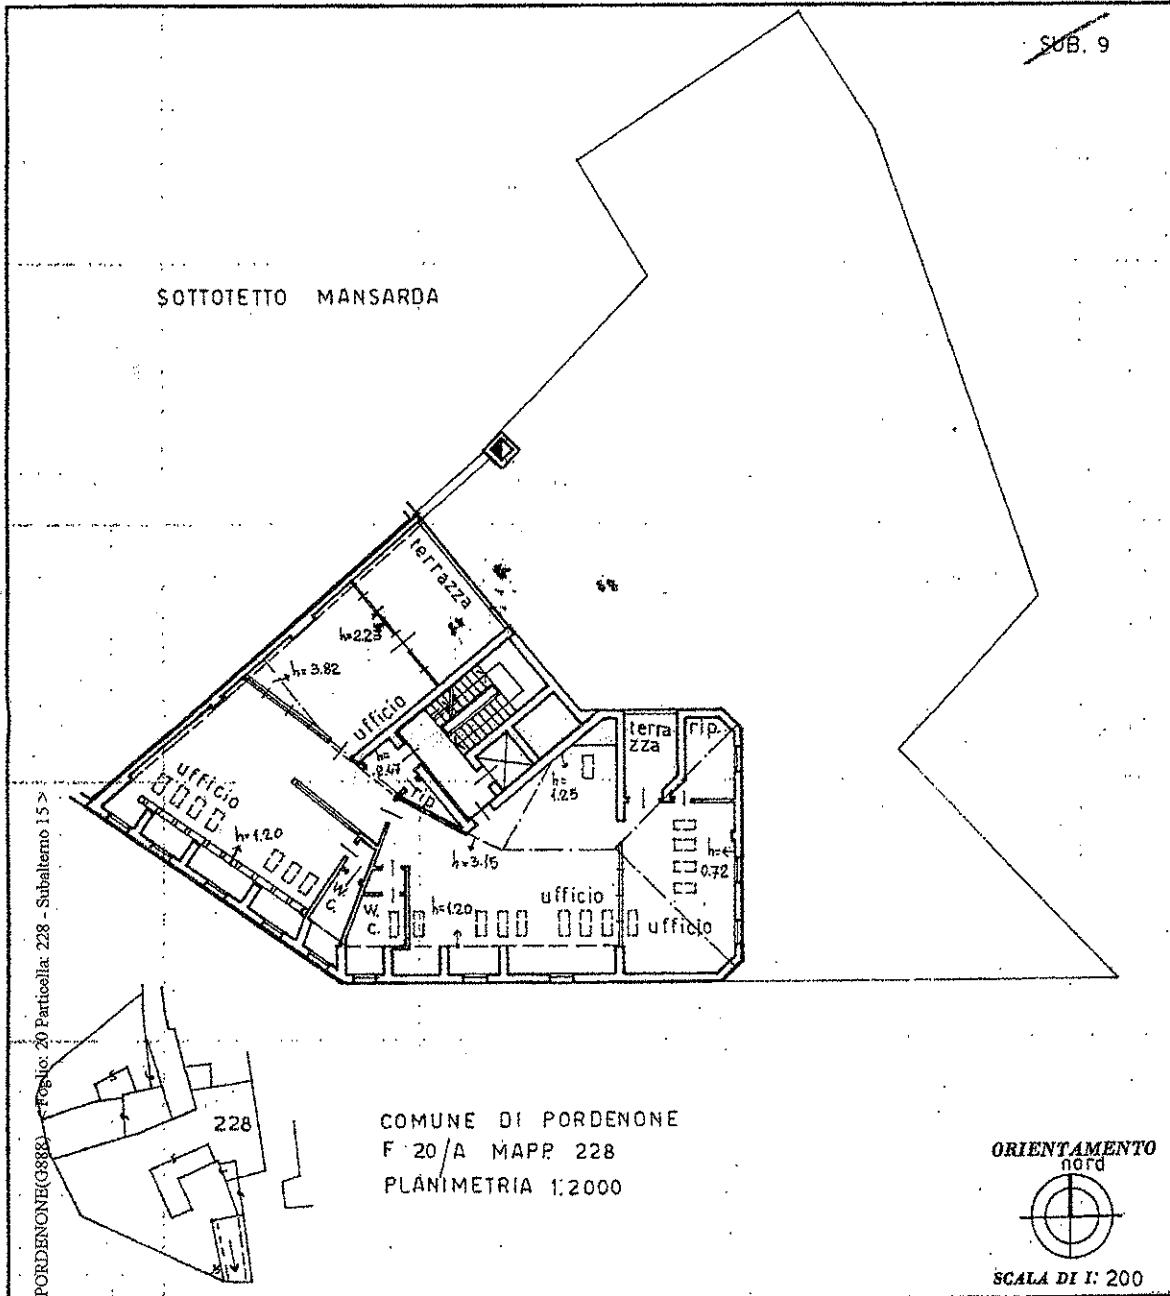 SUB. 9
SOTTOTETTO MANSARDA
terrazza
h=2.23
h=3.82
ufficio
terra
zza
rip.
h=
2.47
rip.
h=
1.25
ufficio
h=1.20
h=3.15
h=
0.72
W.
C.
W.
C.
h=1.20
ufficio
ufficio
PORDENONE(G888) - < Foglio: 20 Particella: 228 - Subalterno 15 >
228
COMUNE DI PORDENONE
F 20/A MAPP. 228
PLANIMETRIA 1:2000
ORIENTAMENTO
nord
SCALA DI 1: 200